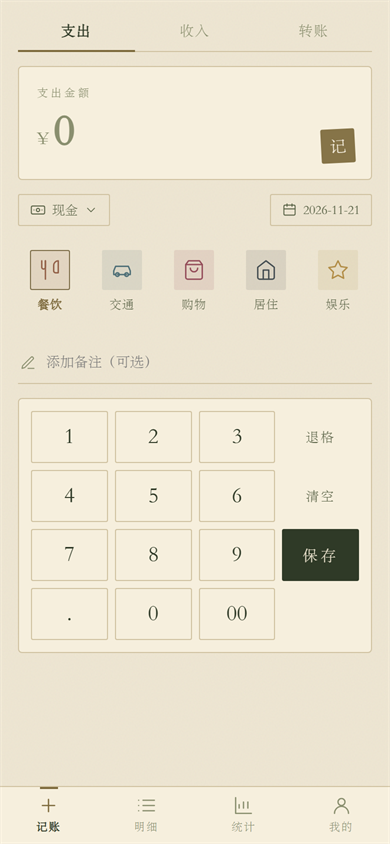 支出 收入 转账
支出金额
¥0
记
现金 2026-11-21
餐饮 交通 购物 居住 娱乐
添加备注（可选）
1 2 3 退格
4 5 6 清空
7 8 9 保存
. 0 00
记账 明细 统计 我的